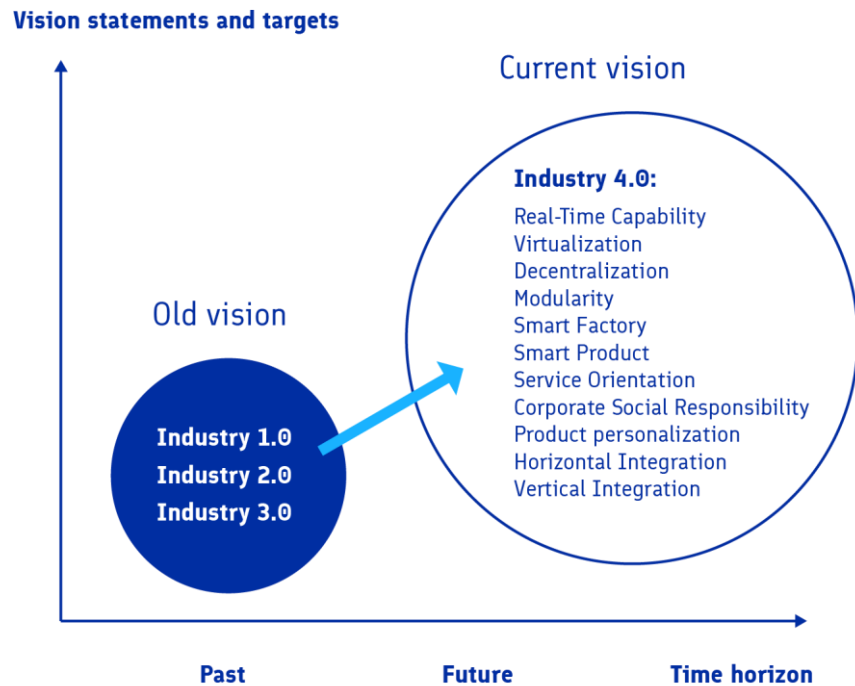 Vision statements and targets
Current vision
Industry 4.0:
Real-Time Capability
Virtualization
Decentralization
Modularity
Smart Factory
Smart Product
Service Orientation
Corporate Social Responsibility
Product personalization
Horizontal Integration
Vertical Integration
Old vision
Industry 1.0
Industry 2.0
Industry 3.0
Past
Future
Time horizon